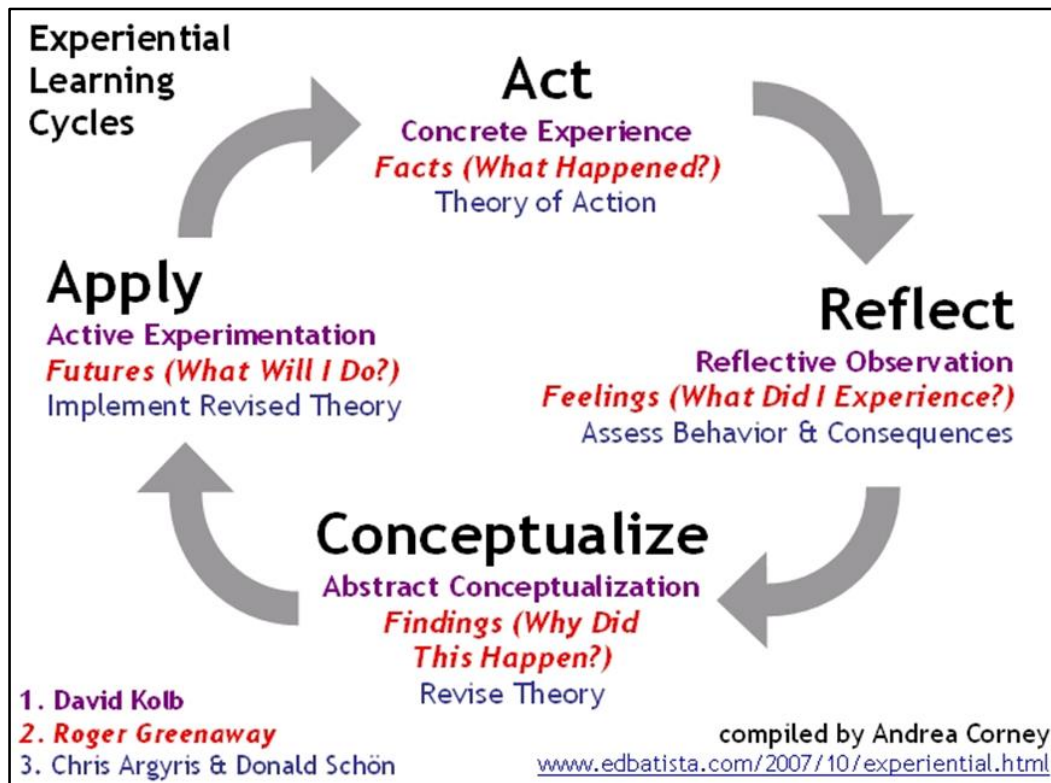 Experiential
Learning
Cycles
Act
Concrete Experience
Facts (What Happened?)
Theory of Action
Reflect
Reflective Observation
Feelings (What Did I Experience?)
Assess Behavior & Consequences
Conceptualize
Abstract Conceptualization
Findings (Why Did
This Happen?)
Revise Theory
Apply
Active Experimentation
Futures (What Will I Do?)
Implement Revised Theory
1. David Kolb
2. Roger Greenaway
3. Chris Argyris & Donald Schön
compiled by Andrea Corney
www.edbatista.com/2007/10/experiential.html